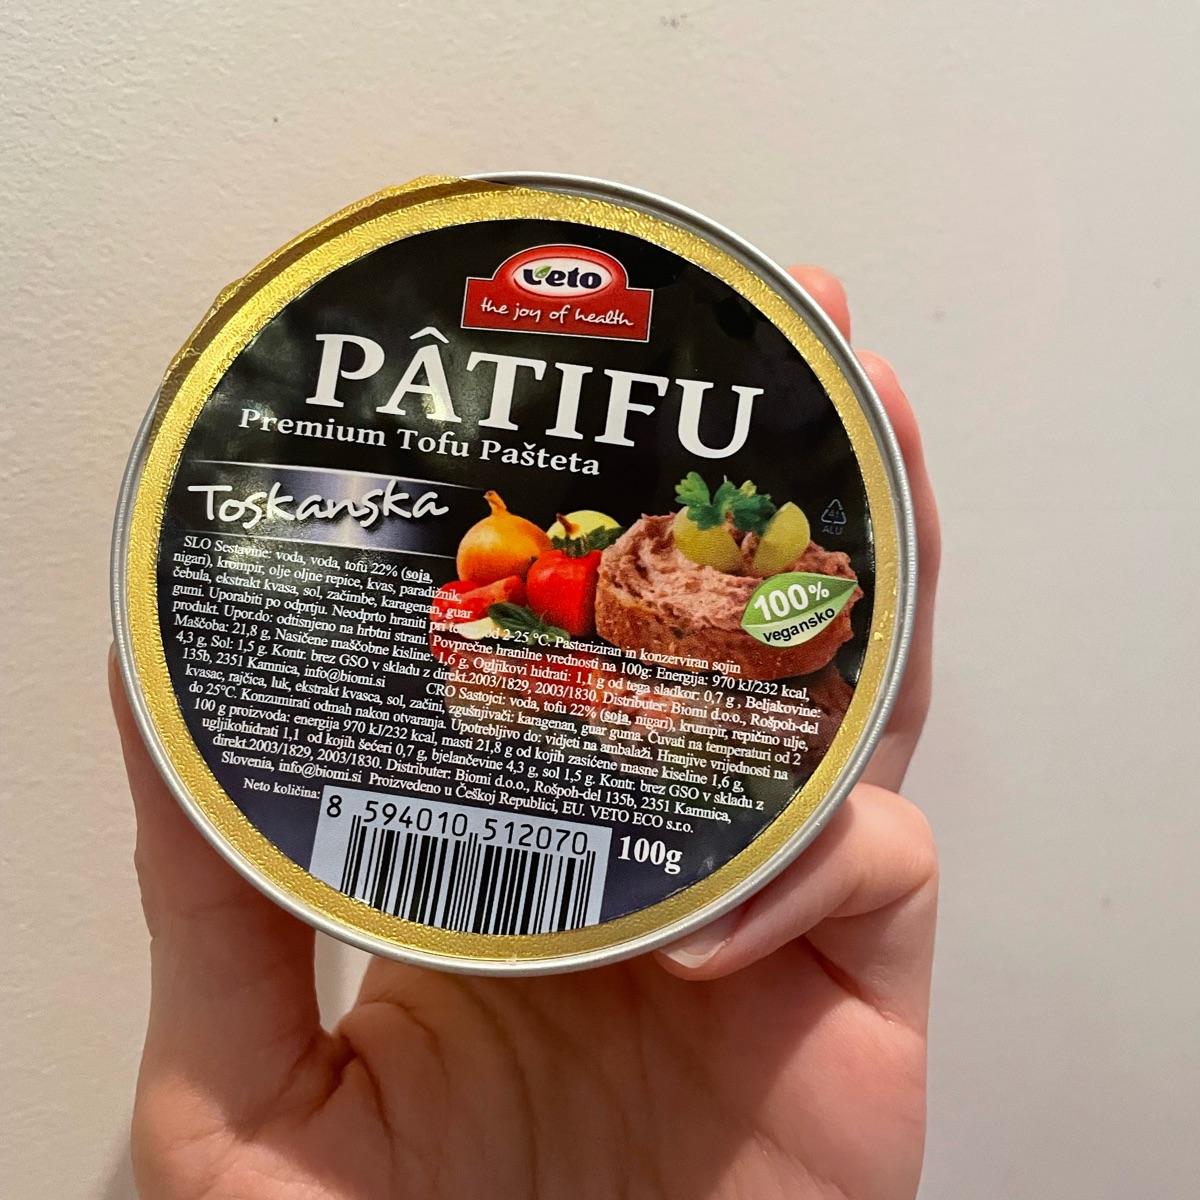 veto
the joy of health
PÂTIFU
Premium Tofu Pašteta
Toskanska
ALU
100%
vegansko
SLO Sestavine: voda, voda, tofu 22% (soja,
nigari), krompir, olje oljne repice, kvas, paradižnik,
čebula, ekstrakt kvasa, sol, začimbe, karagenan, guar
gumi. Uporabiti po odprtju. Neodprto hraniti pri od 2-25 °C. Pasteriziran in konzerviran sojin
produkt. Upor.do: odtisnjeno na hrbtni strani. Povprečne hranilne vrednosti na 100g: Energija: 970 kJ/232 kcal,
Maščoba: 21,8 g, Nasičene maščobne kisline: 1,6 g, Ogljikovi hidrati: 1,1 g od tega sladkor: 0,7 g , Beljakovine:
4,3 g, Sol: 1,5 g. Kontr. brez GSO v skladu z direkt.2003/1829, 2003/1830. Distributer: Biomi d.o.o., Rošpoh-del
135b, 2351 Kamnica, info@biomi.si CRO Sastojci: voda, tofu 22% (soja, nigari), krumpir, repičino ulje,
kvasac, rajčica, luk, ekstrakt kvasca, sol, začini, zgušnjivači: karagenan, guar guma. Čuvati na temperaturi od 2
do 25°C. Konzumirati odmah nakon otvaranja. Upotrebljivo do: vidjeti na ambalaži. Hranjive vrijednosti na
100 g proizvoda: energija 970 kJ/232 kcal, masti 21,8 g od kojih zasićene masne kiseline 1,6 g,
ugljikohidrati 1,1 od kojih šećeri 0,7 g, bjelančevine 4,3 g, sol 1,5 g. Kontr. brez GSO v skladu z
direkt.2003/1829, 2003/1830. Distributer: Biomi d.o.o., Rošpoh-del 135b, 2351 Kamnica,
Slovenia, info@biomi.si Proizvedeno u Češkoj Republici, EU. VETO ECO s.r.o.
Neto količina: 100g
8 594010 512070